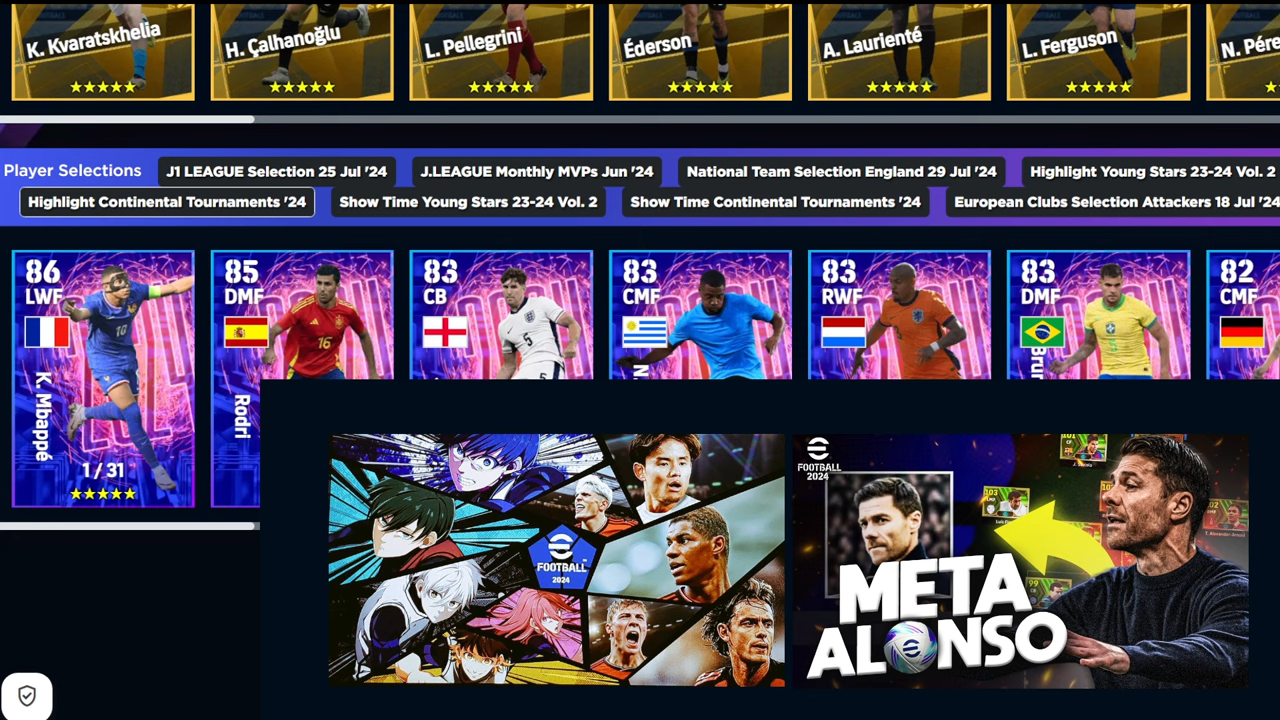 K. Kvaratskhelia
H. Çalhanoğlu
L. Pellegrini
Éderson
A. Laurienté
L. Ferguson
N. Pére
Player Selections
J1 LEAGUE Selection 25 Jul '24
J.LEAGUE Monthly MVPs Jun '24
National Team Selection England 29 Jul '24
Highlight Young Stars 23-24 Vol. 2
Highlight Continental Tournaments '24
Show Time Young Stars 23-24 Vol. 2
Show Time Continental Tournaments '24
European Clubs Selection Attackers 18 Jul '24
86
LWF
K. Mbappé
1 / 31
85
DMF
Rodri
83
CB
83
CMF
N.
83
RWF
83
DMF
Brun
82
CMF
FOOTBALL
2024
FOOTBALL
2024
META
ALONSO
103
99